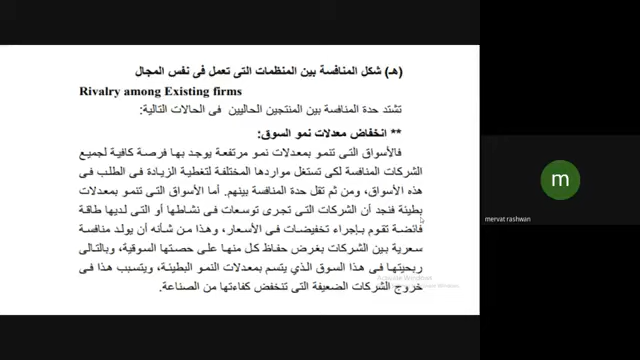 (هـ) شكل المنافسة بين المنظمات التى تعمل فى نفس المجال
Rivalry among Existing firms
تشتد حدة المنافسة بين المنتجين الحاليين فى الحالات التالية:
** انخفاض معدلات نمو السوق:
فالأسواق التى تنمو بمعدلات نمو مرتفعة يوجد بها فرصة كافية لجميع
الشركات المنافسة لكى تستغل مواردها المختلفة لتغطية الزيادة فى الطلب فى
هذه الأسواق، ومن ثم تقل حدة المنافسة بينهم. أما الأسواق التى تنمو بمعدلات
بطيئة فنجد أن الشركات التى تجرى توسعات فى نشاطها أو التى لديها طاقة
فائضة تقوم بإجراء تخفيضات فى الأسعار، وهذا من شأنه أن يولد منافسة
سعرية بين الشركات بغرض حفاظ كل منها على حصتها السوقية، وبالتالى
ربحيتها فى هذا السوق الذي يتسم بمعدلات النمو البطيئة، ويتسبب هذا فى
خروج الشركات الضعيفة التى تنخفض كفاءتها من الصناعة.
Activate Windows
m
mervat rashwan